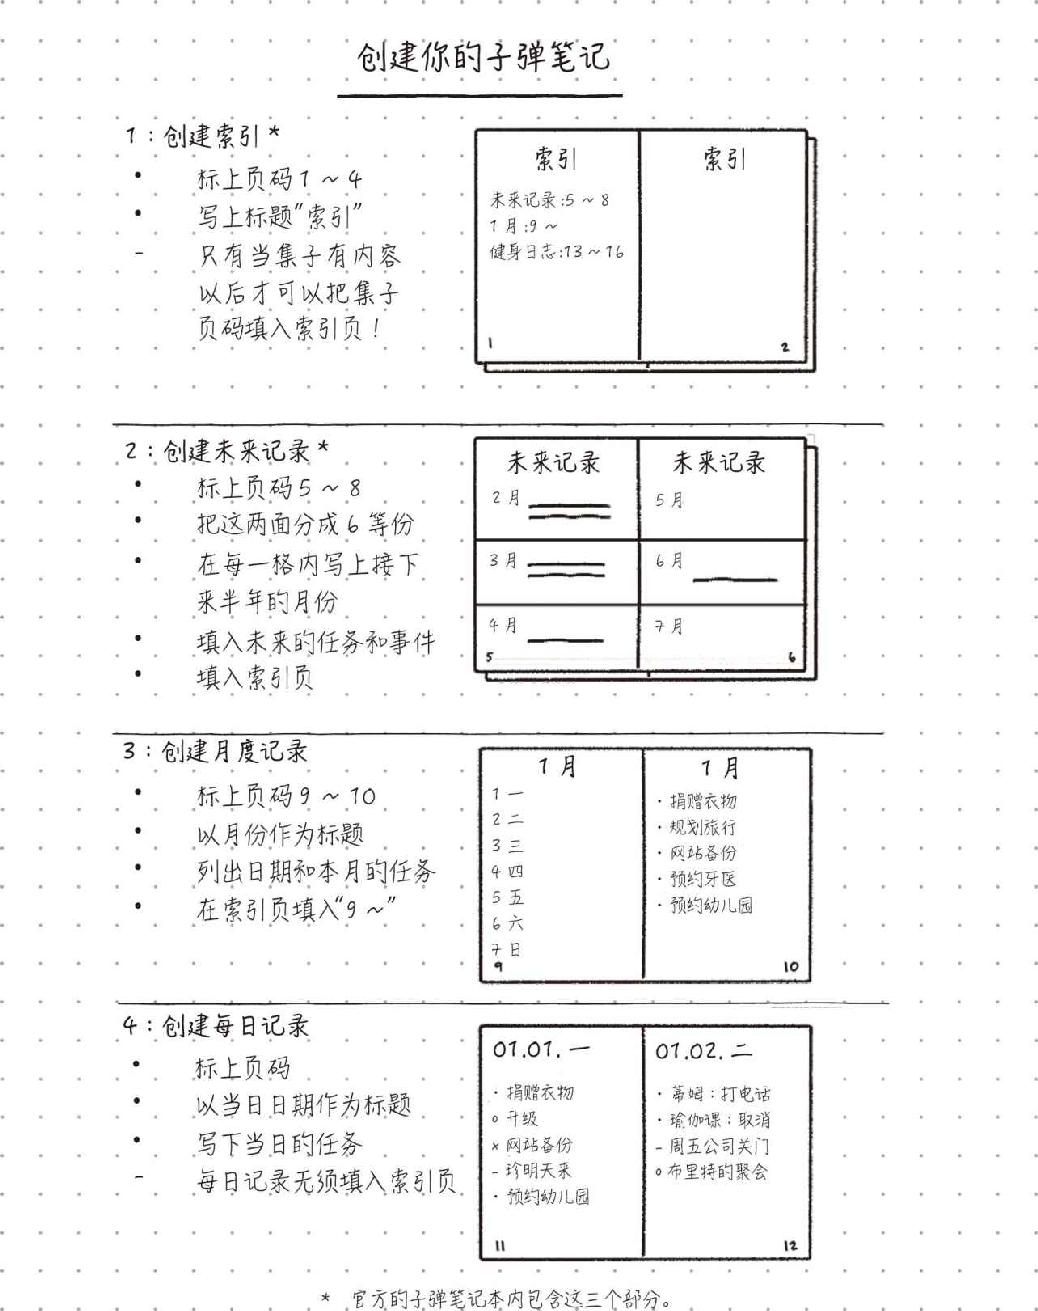 创建你的子弹笔记
1：创建索引*
• 标上页码1～4
• 写上标题"索引"
- 只有当集子有内容
以后才可以把集子
页码填入索引页！
索引
未来记录:5～8
1月:9～
健身日志:13～16
1
索引
2
2：创建未来记录*
• 标上页码5～8
• 把这两面分成6等份
• 在每一格内写上接下
来半年的月份
• 填入未来的任务和事件
• 填入索引页
未来记录
2月
3月
4月
5
未来记录
5月
6月
7月
6
3：创建月度记录
• 标上页码9～10
• 以月份作为标题
• 列出日期和本月的任务
• 在索引页填入“9～”
1月
1 一
2 二
3 三
4 四
5 五
6 六
7 日
9
1月
· 捐赠衣物
· 规划旅行
· 网站备份
· 预约牙医
· 预约幼儿园
10
4：创建每日记录
• 标上页码
• 以当日日期作为标题
• 写下当日的任务
- 每日记录无须填入索引页
01.01. 一
· 捐赠衣物
o 升级
× 网站备份
- 珍明天来
· 预约幼儿园
11
01.02. 二
· 蒂姆：打电话
· 瑜伽课：取消
- 周五公司关门
o 布里特的聚会
12
* 官方的子弹笔记本内包含这三个部分。